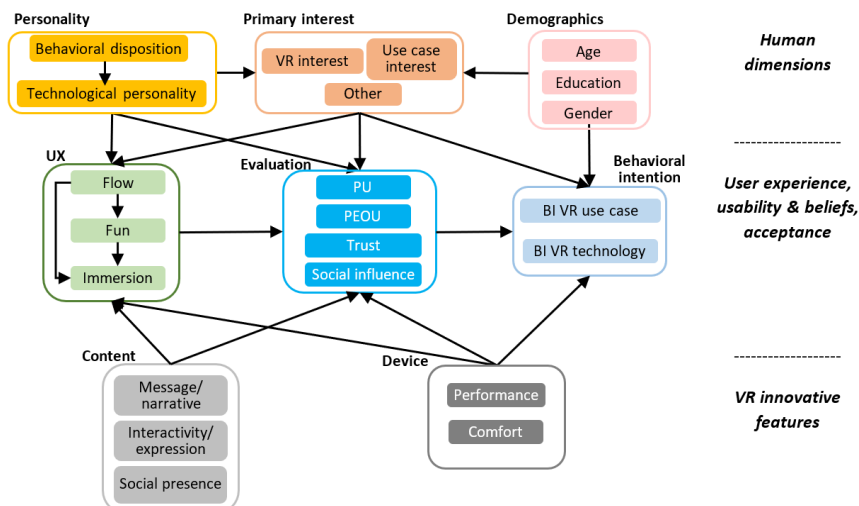 Personality
Behavioral disposition
Technological personality
Primary interest
VR interest
Use case
interest
Other
Demographics
Age
Education
Gender
Human
dimensions
--------------------
UX
Flow
Fun
Immersion
Evaluation
PU
PEOU
Trust
Social influence
Behavioral
intention
BI VR use case
BI VR technology
User experience,
usability & beliefs,
acceptance
--------------------
Content
Message/
narrative
Interactivity/
expression
Social presence
Device
Performance
Comfort
VR innovative
features